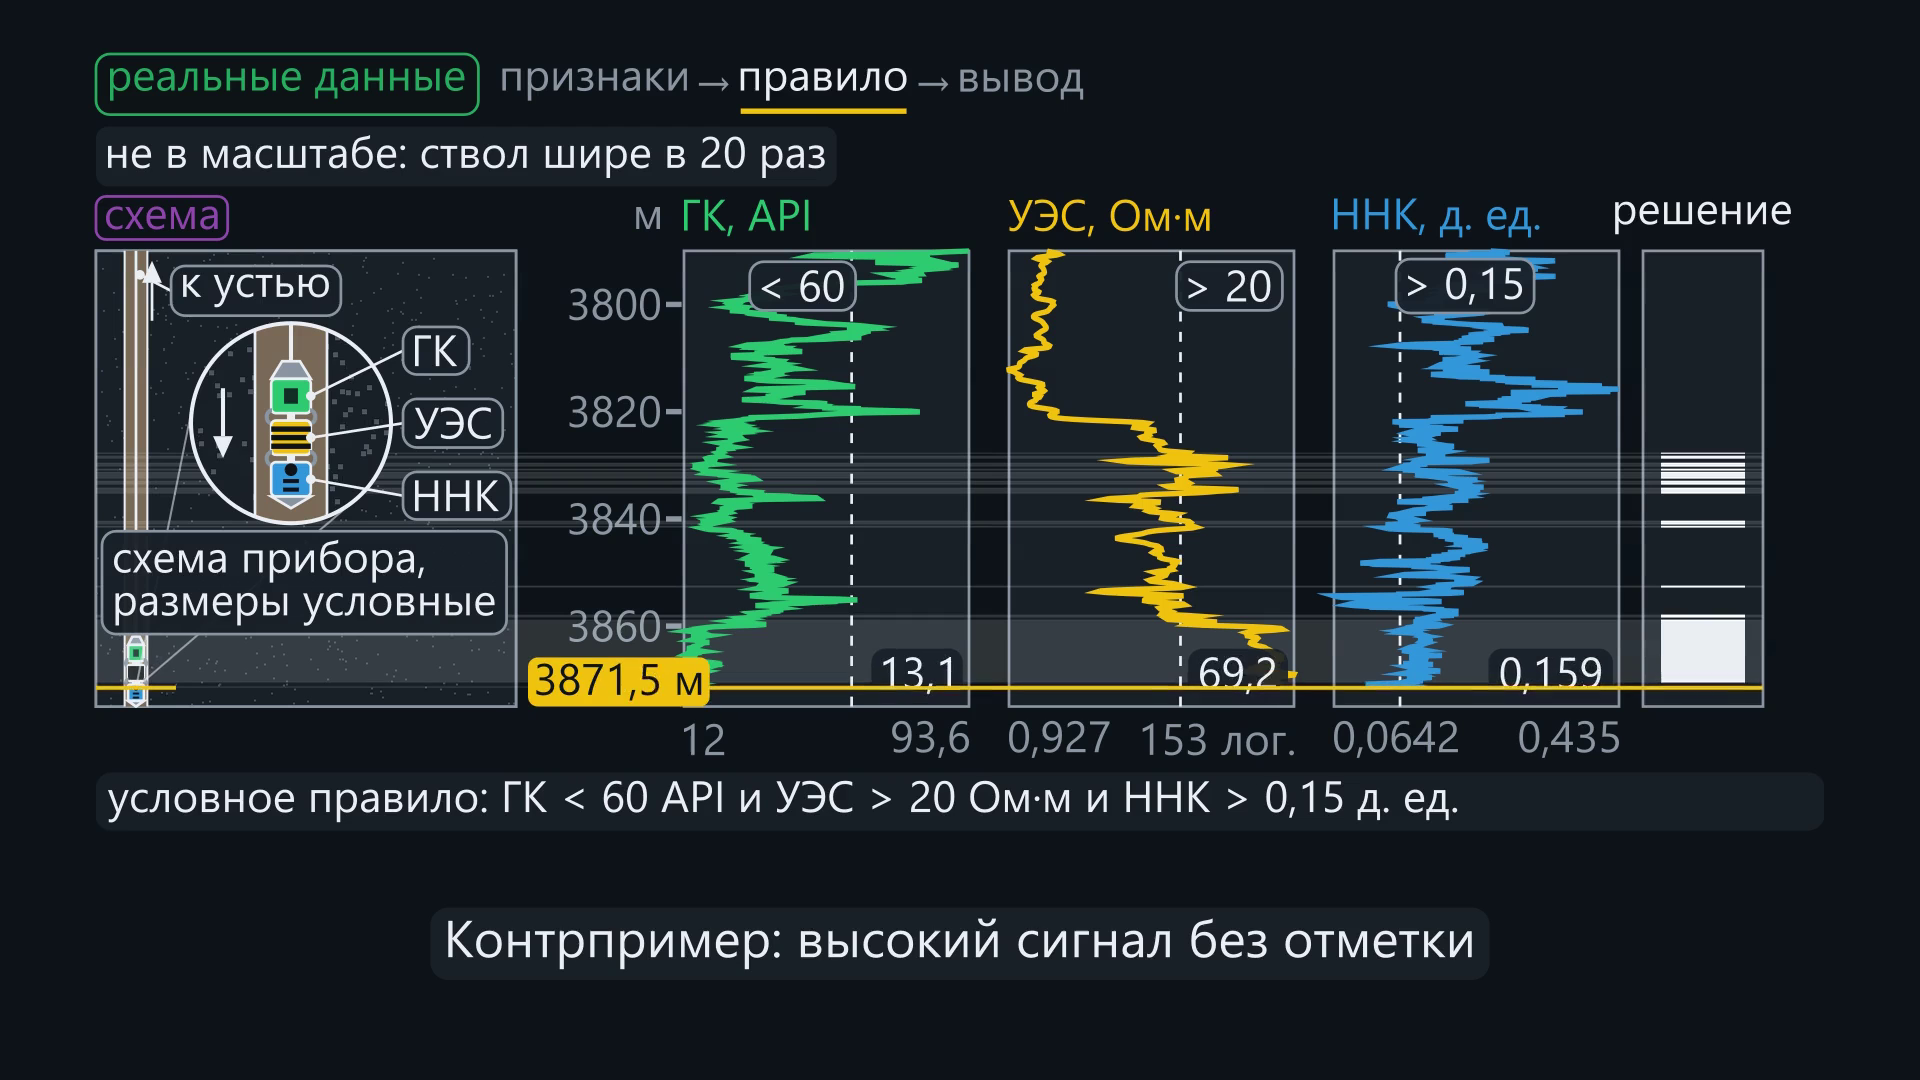 реальные данные признаки → правило → вывод
не в масштабе: ствол шире в 20 раз
схема м ГК, API УЭС, Ом·м ННК, д. ед. решение
к устью < 60 > 20 > 0,15
3800
ГК
3820
УЭС
ННК
3840
схема прибора,
размеры условные
3860
3871,5 м 13,1 69,2 0,159
12 93,6 0,927 153 лог. 0,0642 0,435
условное правило: ГК < 60 API и УЭС > 20 Ом·м и ННК > 0,15 д. ед.
Контрпример: высокий сигнал без отметки